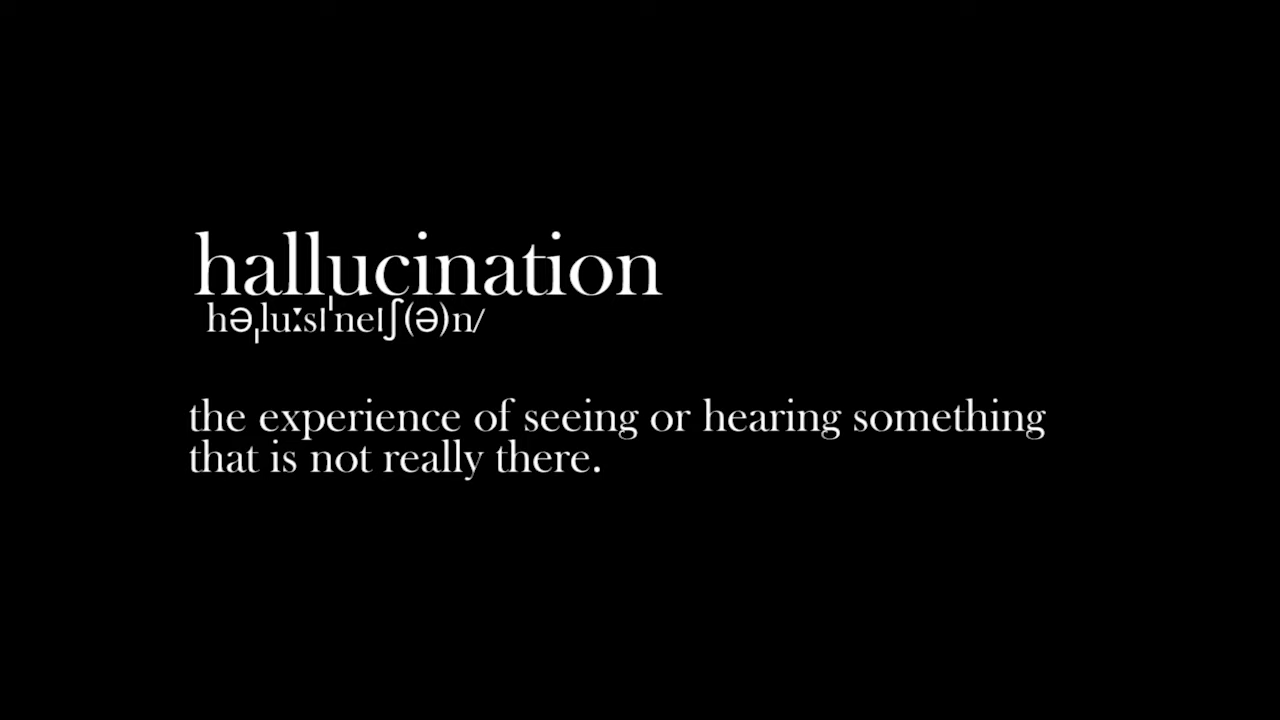 hallucination
həˌluːsɪˈneɪʃ(ə)n/
the experience of seeing or hearing something
that is not really there.